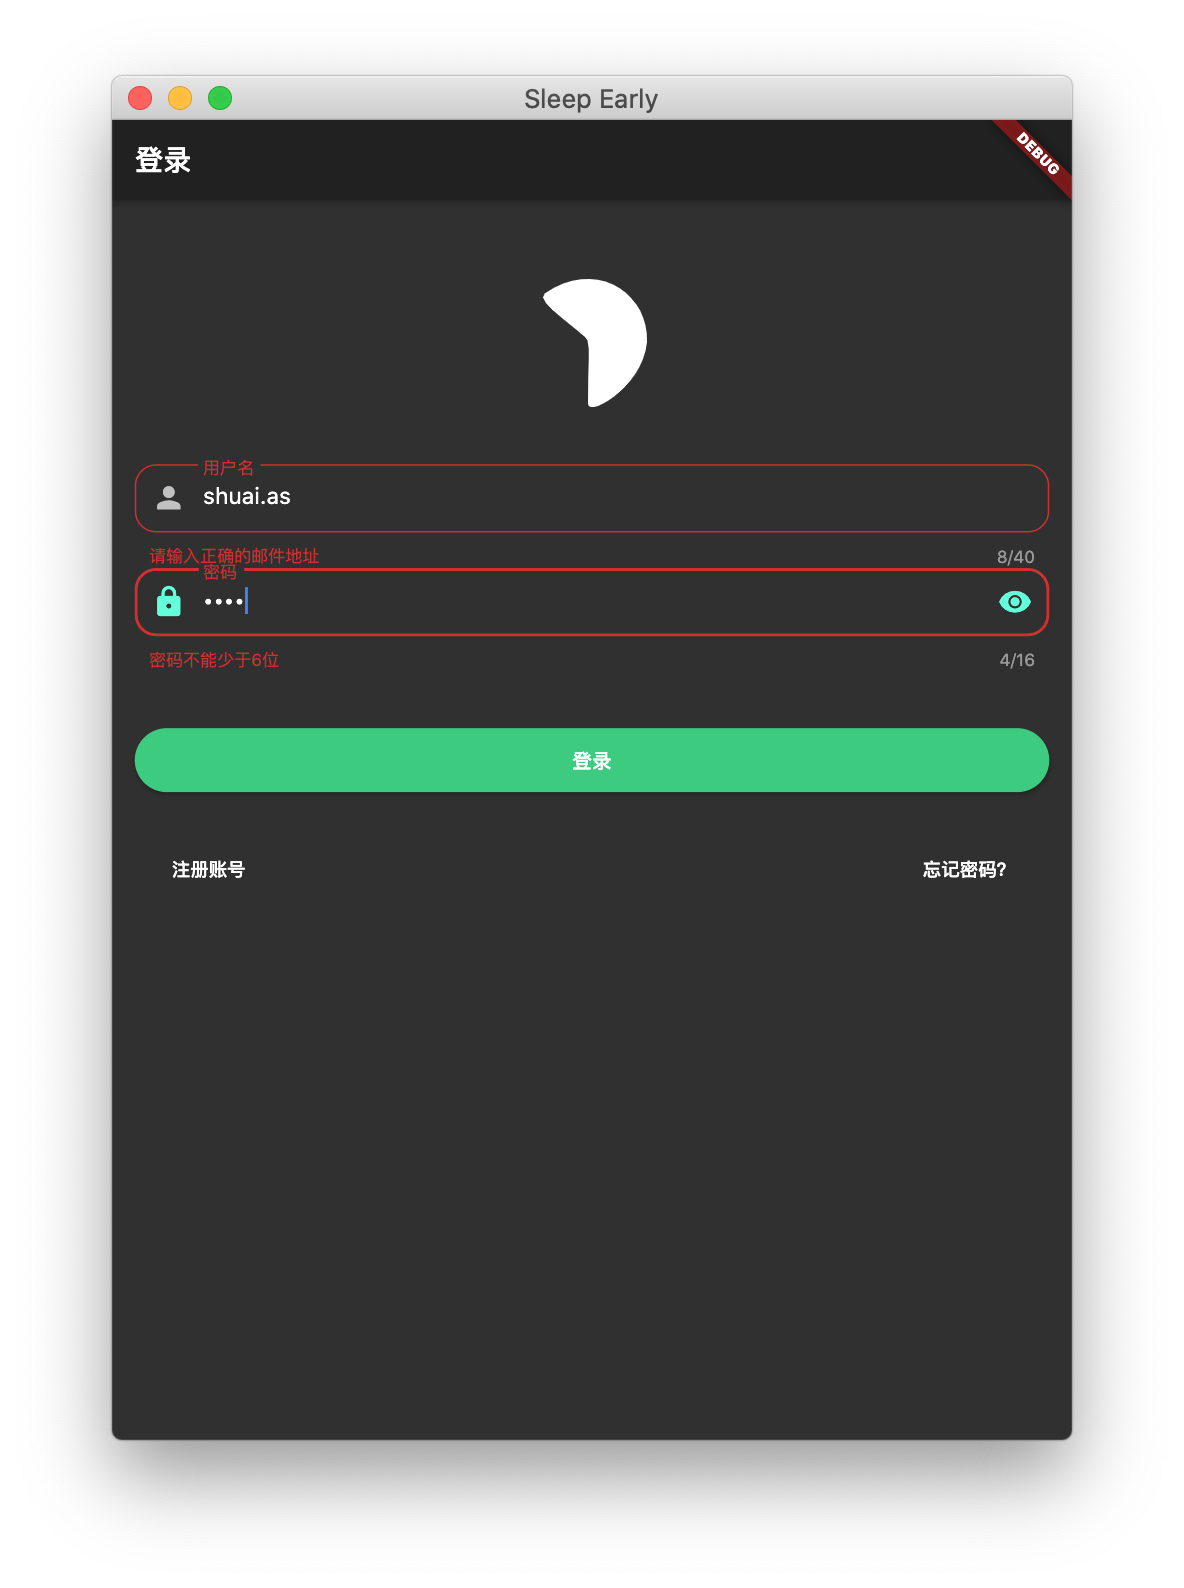 Sleep Early
登录
DEBUG
用户名
shuai.as
请输入正确的邮件地址
8/40
密码
••••
密码不能少于6位
4/16
登录
注册账号
忘记密码?